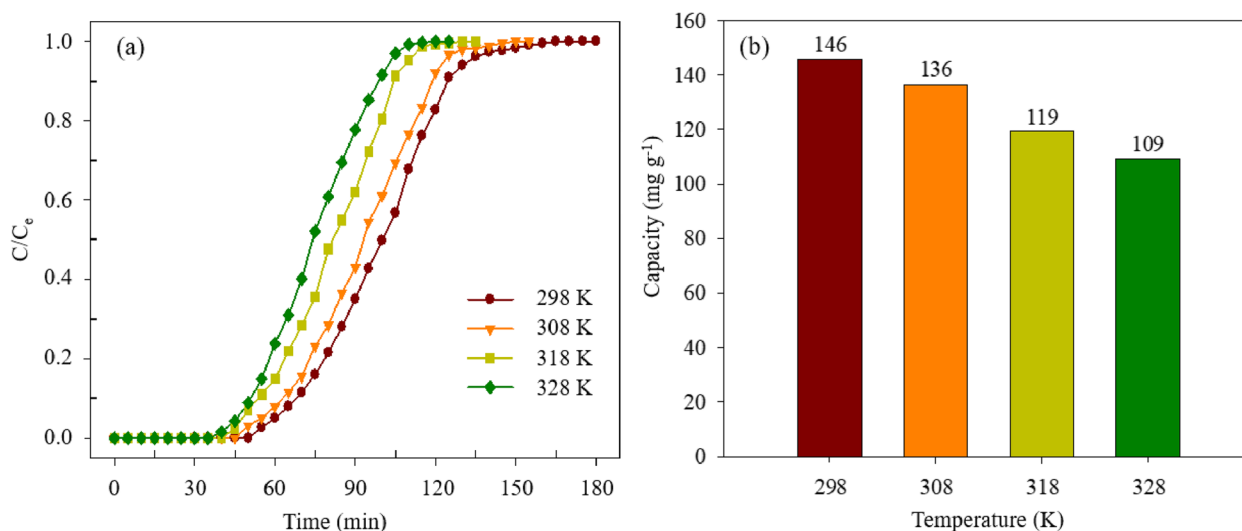 (a)
1.0
0.8
0.6
0.4
0.2
0.0
C/Cₑ
298 K
308 K
318 K
328 K
0 30 60 90 120 150 180
Time (min)
(b)
160
140
120
100
80
60
40
20
0
Capacity (mg g⁻¹)
146
136
119
109
298 308 318 328
Temperature (K)